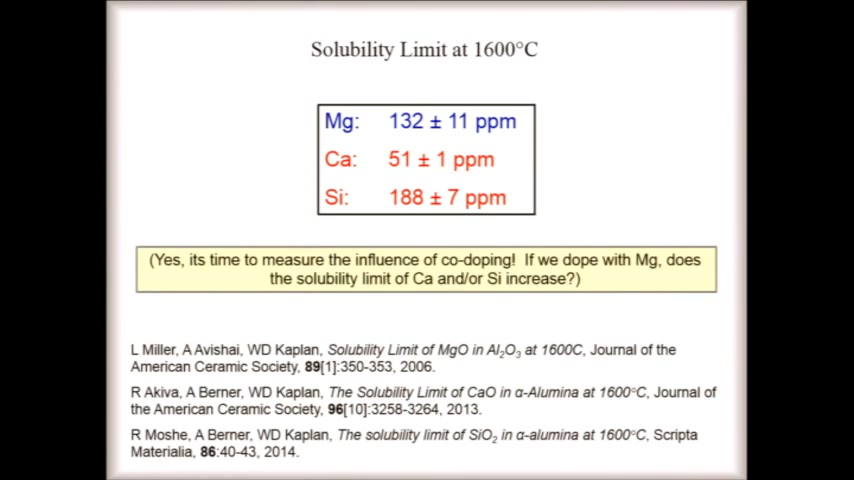 Solubility Limit at 1600°C
Mg: 132 ± 11 ppm
Ca: 51 ± 1 ppm
Si: 188 ± 7 ppm
(Yes, its time to measure the influence of co-doping! If we dope with Mg, does
the solubility limit of Ca and/or Si increase?)
L Miller, A Avishai, WD Kaplan, Solubility Limit of MgO in Al₂O₃ at 1600C, Journal of the
American Ceramic Society, 89[1]:350-353, 2006.
R Akiva, A Berner, WD Kaplan, The Solubility Limit of CaO in α-Alumina at 1600°C, Journal of
the American Ceramic Society, 96[10]:3258-3264, 2013.
R Moshe, A Berner, WD Kaplan, The solubility limit of SiO₂ in α-alumina at 1600°C, Scripta
Materialia, 86:40-43, 2014.